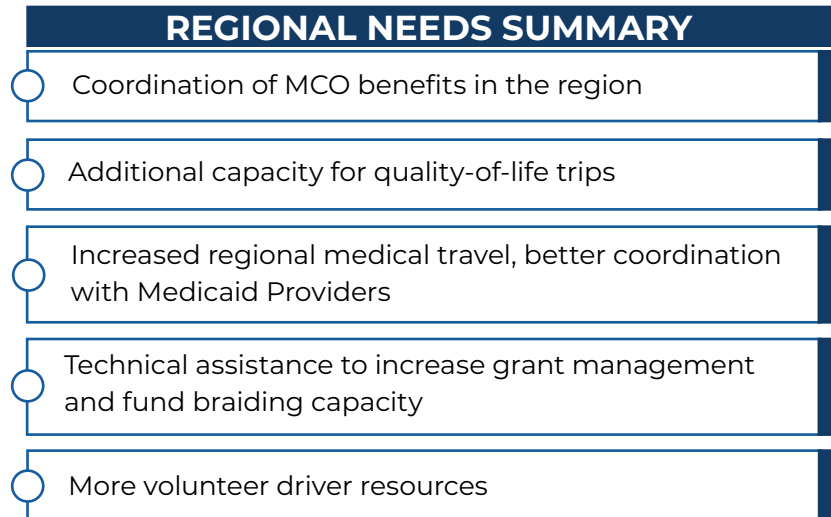 REGIONAL NEEDS SUMMARY
Coordination of MCO benefits in the region
Additional capacity for quality-of-life trips
Increased regional medical travel, better coordination
with Medicaid Providers
Technical assistance to increase grant management
and fund braiding capacity
More volunteer driver resources